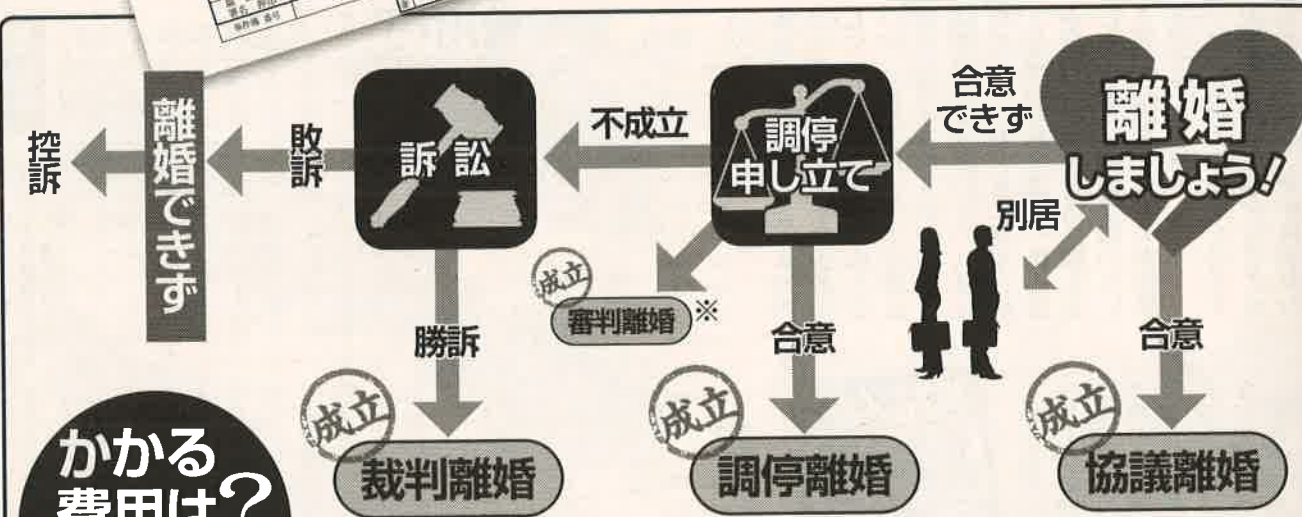 離婚
しましょう!
合意
できず
別居
合意
成立
協議離婚
調停
申し立て
不成立
合意
成立
調停離婚
成立
審判離婚
※
訴訟
勝訴
成立
裁判離婚
敗訴
離婚できず
控訴
かかる
費用は?